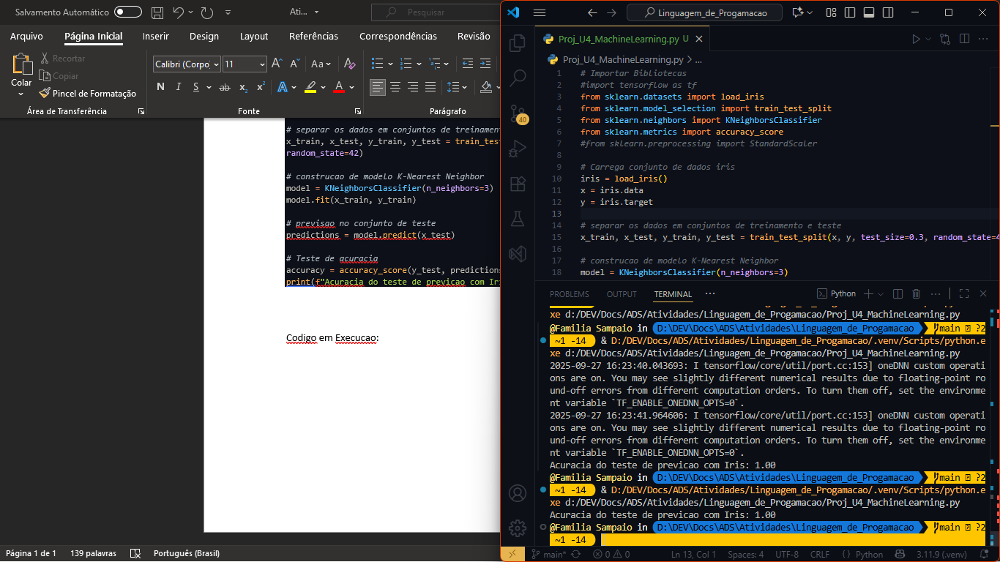 Salvamento Automático
Ati...
Pesquisar
Arquivo
Página Inicial
Inserir
Design
Layout
Referências
Correspondências
Revisão
Colar
Recortar
Copiar
Pincel de Formatação
Área de Transferência
Calibri (Corpo
11
Fonte
Parágrafo
# separar os dados em conjuntos de treinament
x_train, x_test, y_train, y_test = train_test
random_state=42)
# construcao de modelo K-Nearest Neighbor
model = KNeighborsClassifier(n_neighbors=3)
model.fit(x_train, y_train)
# previsao no conjunto de teste
predictions = model.predict(x_test)
# Teste de acuracia
accuracy = accuracy_score(y_test, predictions
print(f"Acuracia do teste de previcao com Iri
Codigo em Execucao:
Página 1 de 1
139 palavras
Português (Brasil)
Linguagem_de_Progamacao
Proj_U4_MachineLearning.py U
Proj_U4_MachineLearning.py > ...
40
1 # Importar Bibliotecas
2 #import tensorflow as tf
3 from sklearn.datasets import load_iris
4 from sklearn.model_selection import train_test_split
5 from sklearn.neighbors import KNeighborsClassifier
6 from sklearn.metrics import accuracy_score
7 #from sklearn.preprocessing import StandardScaler
8
9 # Carrega conjunto de dados iris
10 iris = load_iris()
11 x = iris.data
12 y = iris.target
13
14 # separar os dados em conjuntos de treinamento e teste
15 x_train, x_test, y_train, y_test = train_test_split(x, y, test_size=0.3, random_state=4
16
17 # construcao de modelo K-Nearest Neighbor
18 model = KNeighborsClassifier(n_neighbors=3)
PROBLEMS
OUTPUT
TERMINAL
...
Python
xe d:/DEV/Docs/ADS/Atividades/Linguagem_de_Progamacao/Proj_U4_MachineLearning.py
@Familia Sampaio in D:\DEV\Docs\ADS\Atividades\Linguagem_de_Progamacao main ?2
~1 -14 & D:/DEV/Docs/ADS/Atividades/Linguagem_de_Progamacao/.venv/Scripts/python.e
xe d:/DEV/Docs/ADS/Atividades/Linguagem_de_Progamacao/Proj_U4_MachineLearning.py
2025-09-27 16:23:40.043693: I tensorflow/core/util/port.cc:153] oneDNN custom operati
ons are on. You may see slightly different numerical results due to floating-point ro
und-off errors from different computation orders. To turn them off, set the environme
nt variable `TF_ENABLE_ONEDNN_OPTS=0`.
2025-09-27 16:23:41.964606: I tensorflow/core/util/port.cc:153] oneDNN custom operati
ons are on. You may see slightly different numerical results due to floating-point ro
und-off errors from different computation orders. To turn them off, set the environme
nt variable `TF_ENABLE_ONEDNN_OPTS=0`.
Acuracia do teste de previcao com Iris: 1.00
@Familia Sampaio in D:\DEV\Docs\ADS\Atividades\Linguagem_de_Progamacao main ?2
~1 -14 & D:/DEV/Docs/ADS/Atividades/Linguagem_de_Progamacao/.venv/Scripts/python.e
xe d:/DEV/Docs/ADS/Atividades/Linguagem_de_Progamacao/Proj_U4_MachineLearning.py
Acuracia do teste de previcao com Iris: 1.00
@Familia Sampaio in D:\DEV\Docs\ADS\Atividades\Linguagem_de_Progamacao main ?2
~1 -14
main*
0
0
Ln 13, Col 1
Spaces: 4
UTF-8
CRLF
{} Python
3.11.9 (.venv)